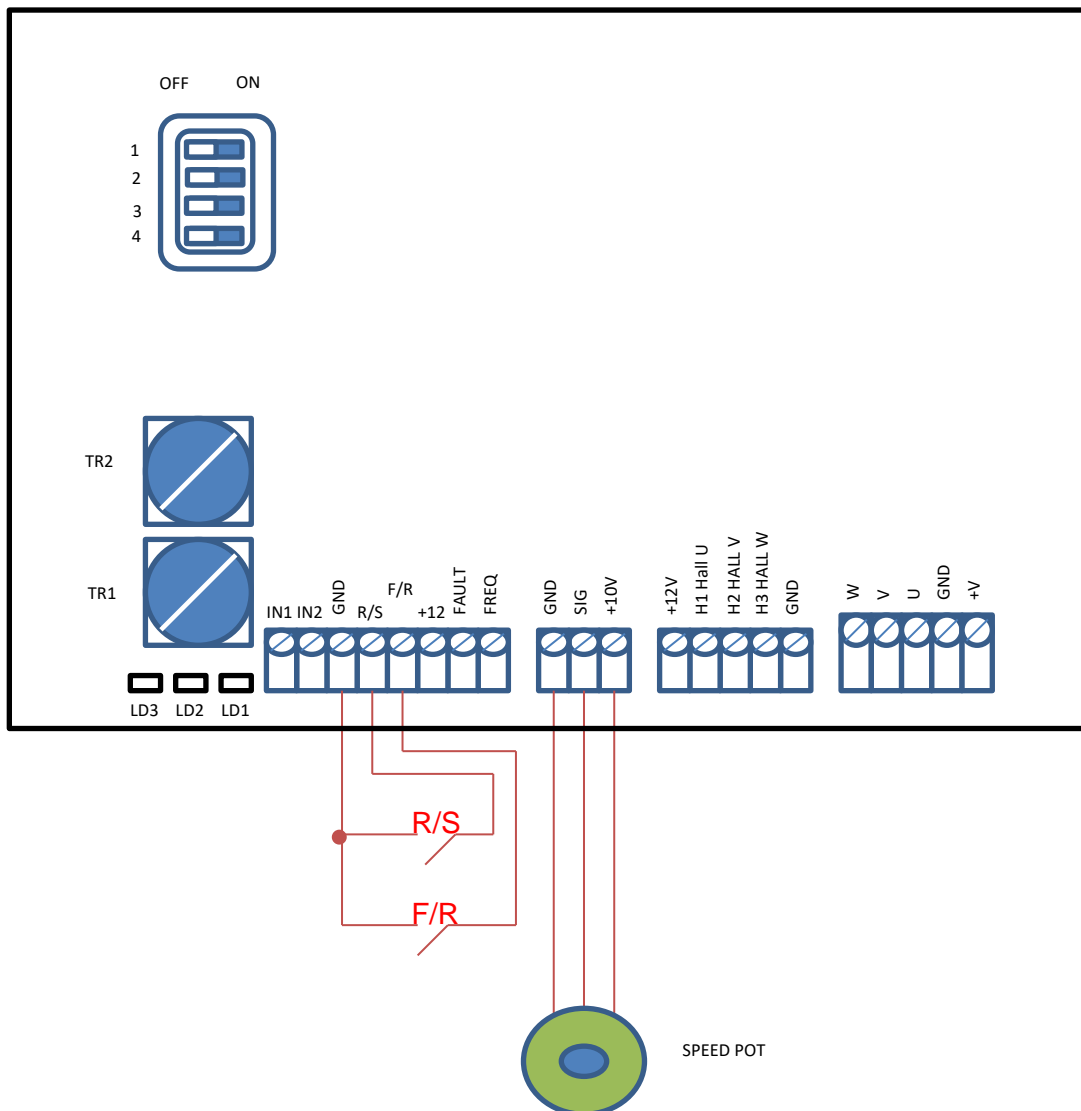 OFF ON
1
2
3
4
TR2
TR1
LD3 LD2 LD1
IN1 IN2 GND R/S F/R +12 FAULT FREQ
GND SIG +10V
+12V H1 Hall U H2 HALL V H3 HALL W GND
W V U GND +V
R/S
F/R
SPEED POT